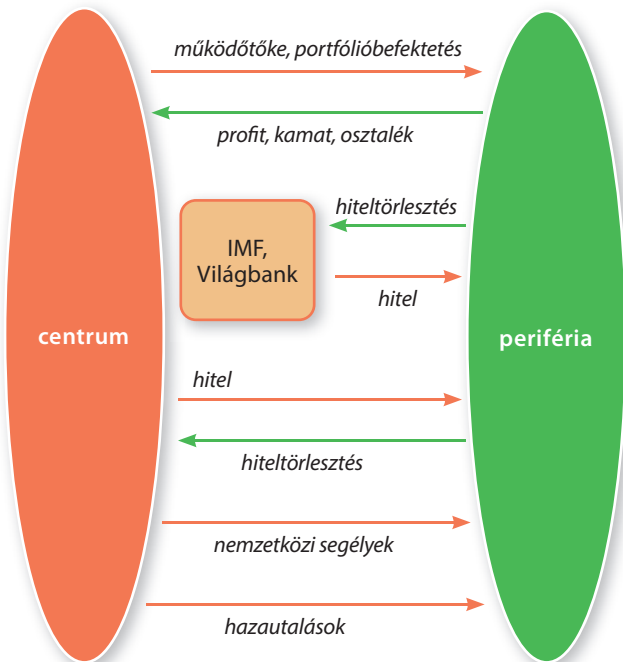 működőtőke, portfólióbefektetés
profit, kamat, osztalék
hiteltörlesztés
IMF,
Világbank
hitel
centrum
periféria
hitel
hiteltörlesztés
nemzetközi segélyek
hazautalások